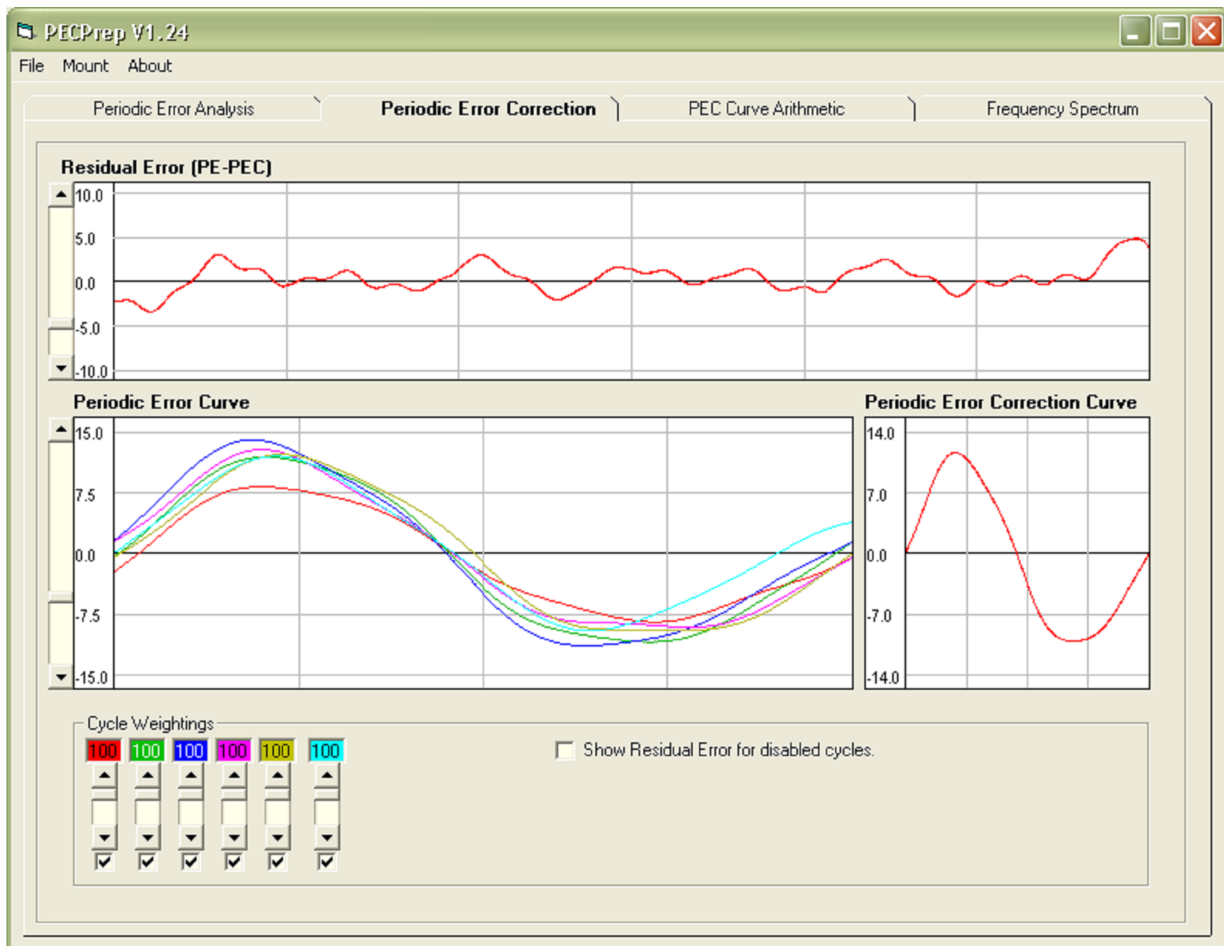 PECPrep V1.24
File Mount About
Periodic Error Analysis Periodic Error Correction PEC Curve Arithmetic Frequency Spectrum
Residual Error (PE-PEC)
10.0
5.0
0.0
-5.0
-10.0
Periodic Error Curve
15.0
7.5
0.0
-7.5
-15.0
Periodic Error Correction Curve
14.0
7.0
0.0
-7.0
-14.0
Cycle Weightings
100 100 100 100 100 100
Show Residual Error for disabled cycles.